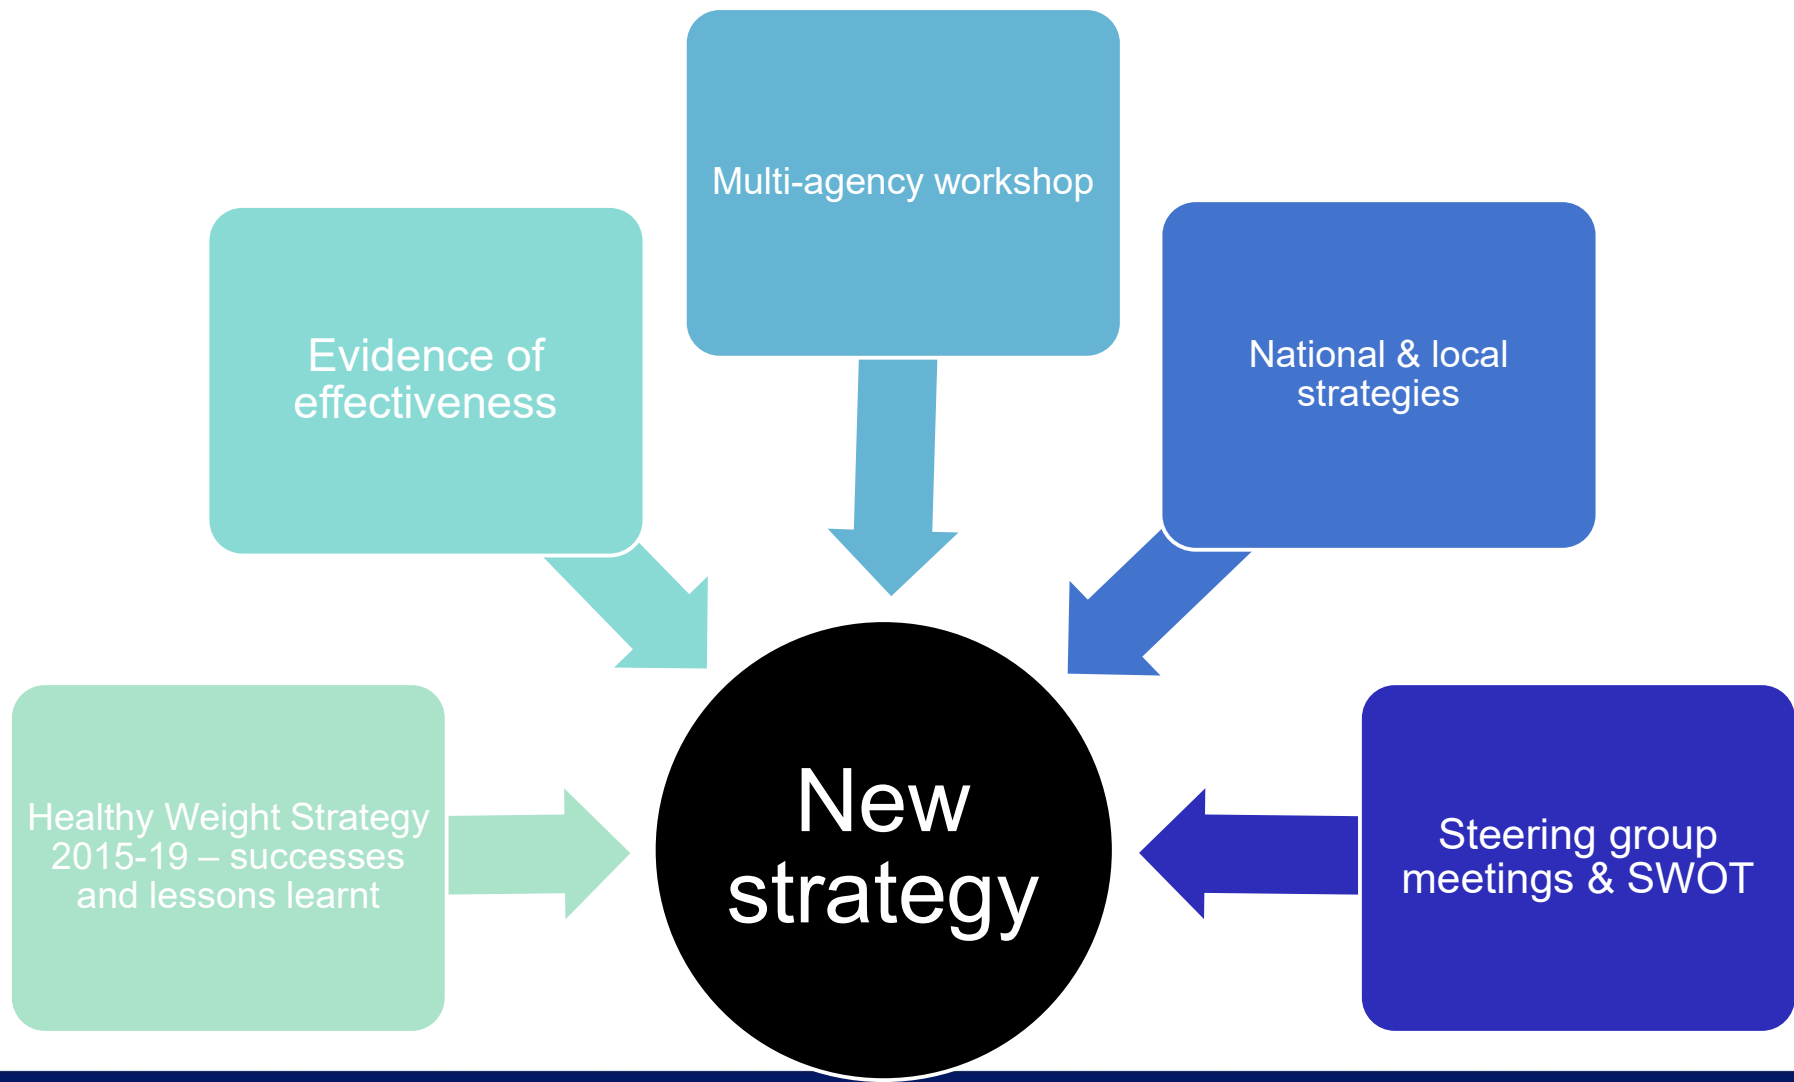 Multi-agency workshop
Evidence of
effectiveness
National & local
strategies
Healthy Weight Strategy
2015-19 – successes
and lessons learnt
New
strategy
Steering group
meetings & SWOT